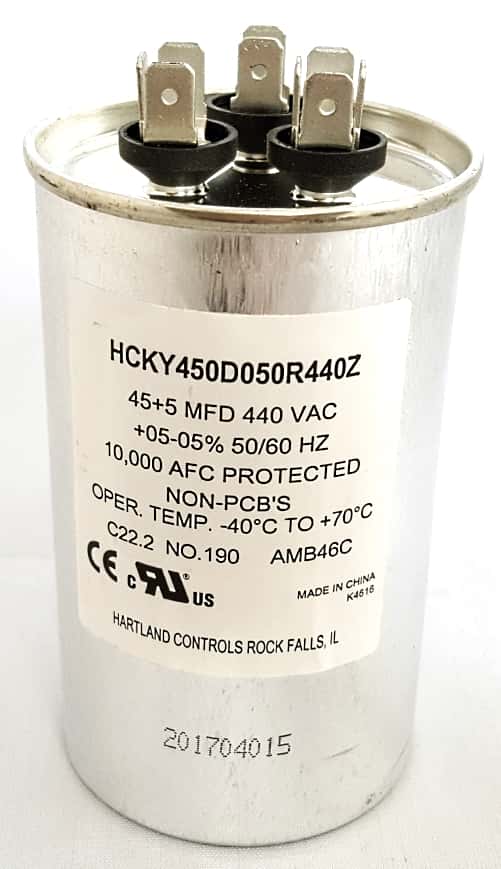 HCKY450D050R440Z
45+5 MFD 440 VAC
+05-05% 50/60 HZ
10,000 AFC PROTECTED
NON-PCB'S
OPER. TEMP. -40°C TO +70°C
C22.2 NO.190 AMB46C
CE c RU® US
MADE IN CHINA
K4616
HARTLAND CONTROLS ROCK FALLS, IL
201704015